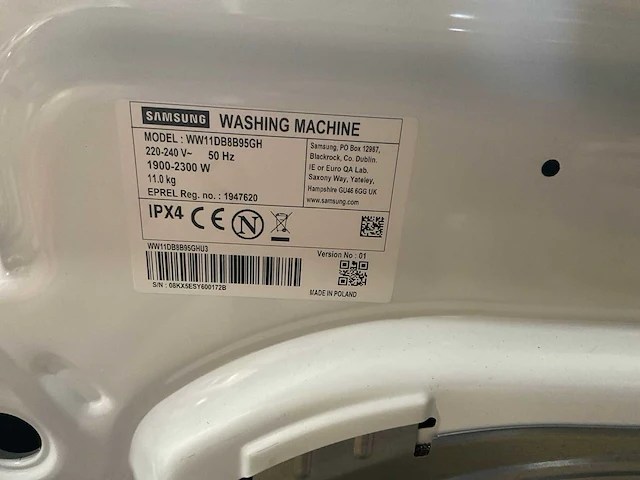 SAMSUNG WASHING MACHINE
MODEL : WW11DB8B95GH
220-240 V~ 50 Hz
1900-2300 W
11.0 kg
EPREL Reg. no : 1947620
Samsung, PO Box 12987,
Blackrock, Co. Dublin.
IE or Euro QA Lab.
Saxony Way, Yateley,
Hampshire GU46 6GG UK
www.samsung.com
IPX4 CE N
WW11DB8B95GHU3
Version No : 01
S/N : 08KX5ESY600172B
MADE IN POLAND